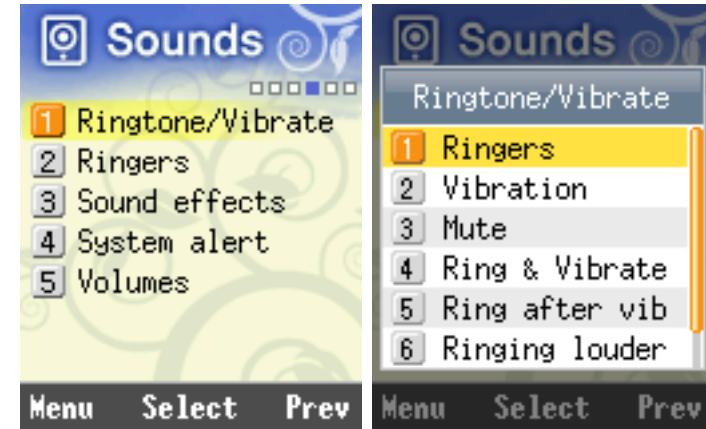 Sounds
1 Ringtone/Vibrate
2 Ringers
3 Sound effects
4 System alert
5 Volumes
Menu Select Prev
Sounds
Ringtone/Vibrate
1 Ringers
2 Vibration
3 Mute
4 Ring & Vibrate
5 Ring after vib
6 Ringing louder
Menu Select Prev